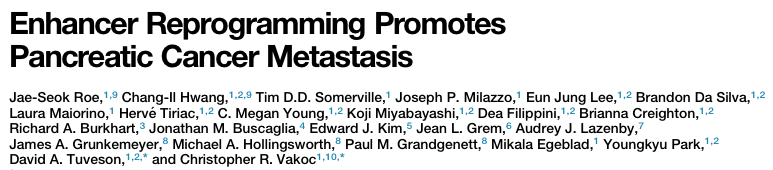 Enhancer Reprogramming Promotes
Pancreatic Cancer Metastasis
Jae-Seok Roe,1,9 Chang-Il Hwang,1,2,9 Tim D.D. Somerville,1 Joseph P. Milazzo,1 Eun Jung Lee,1,2 Brandon Da Silva,1,2
Laura Maiorino,1 Hervé Tiriac,1,2 C. Megan Young,1,2 Koji Miyabayashi,1,2 Dea Filippini,1,2 Brianna Creighton,1,2
Richard A. Burkhart,3 Jonathan M. Buscaglia,4 Edward J. Kim,5 Jean L. Grem,6 Audrey J. Lazenby,7
James A. Grunkemeyer,8 Michael A. Hollingsworth,8 Paul M. Grandgenett,8 Mikala Egeblad,1 Youngkyu Park,1,2
David A. Tuveson,1,2,* and Christopher R. Vakoc1,10,*